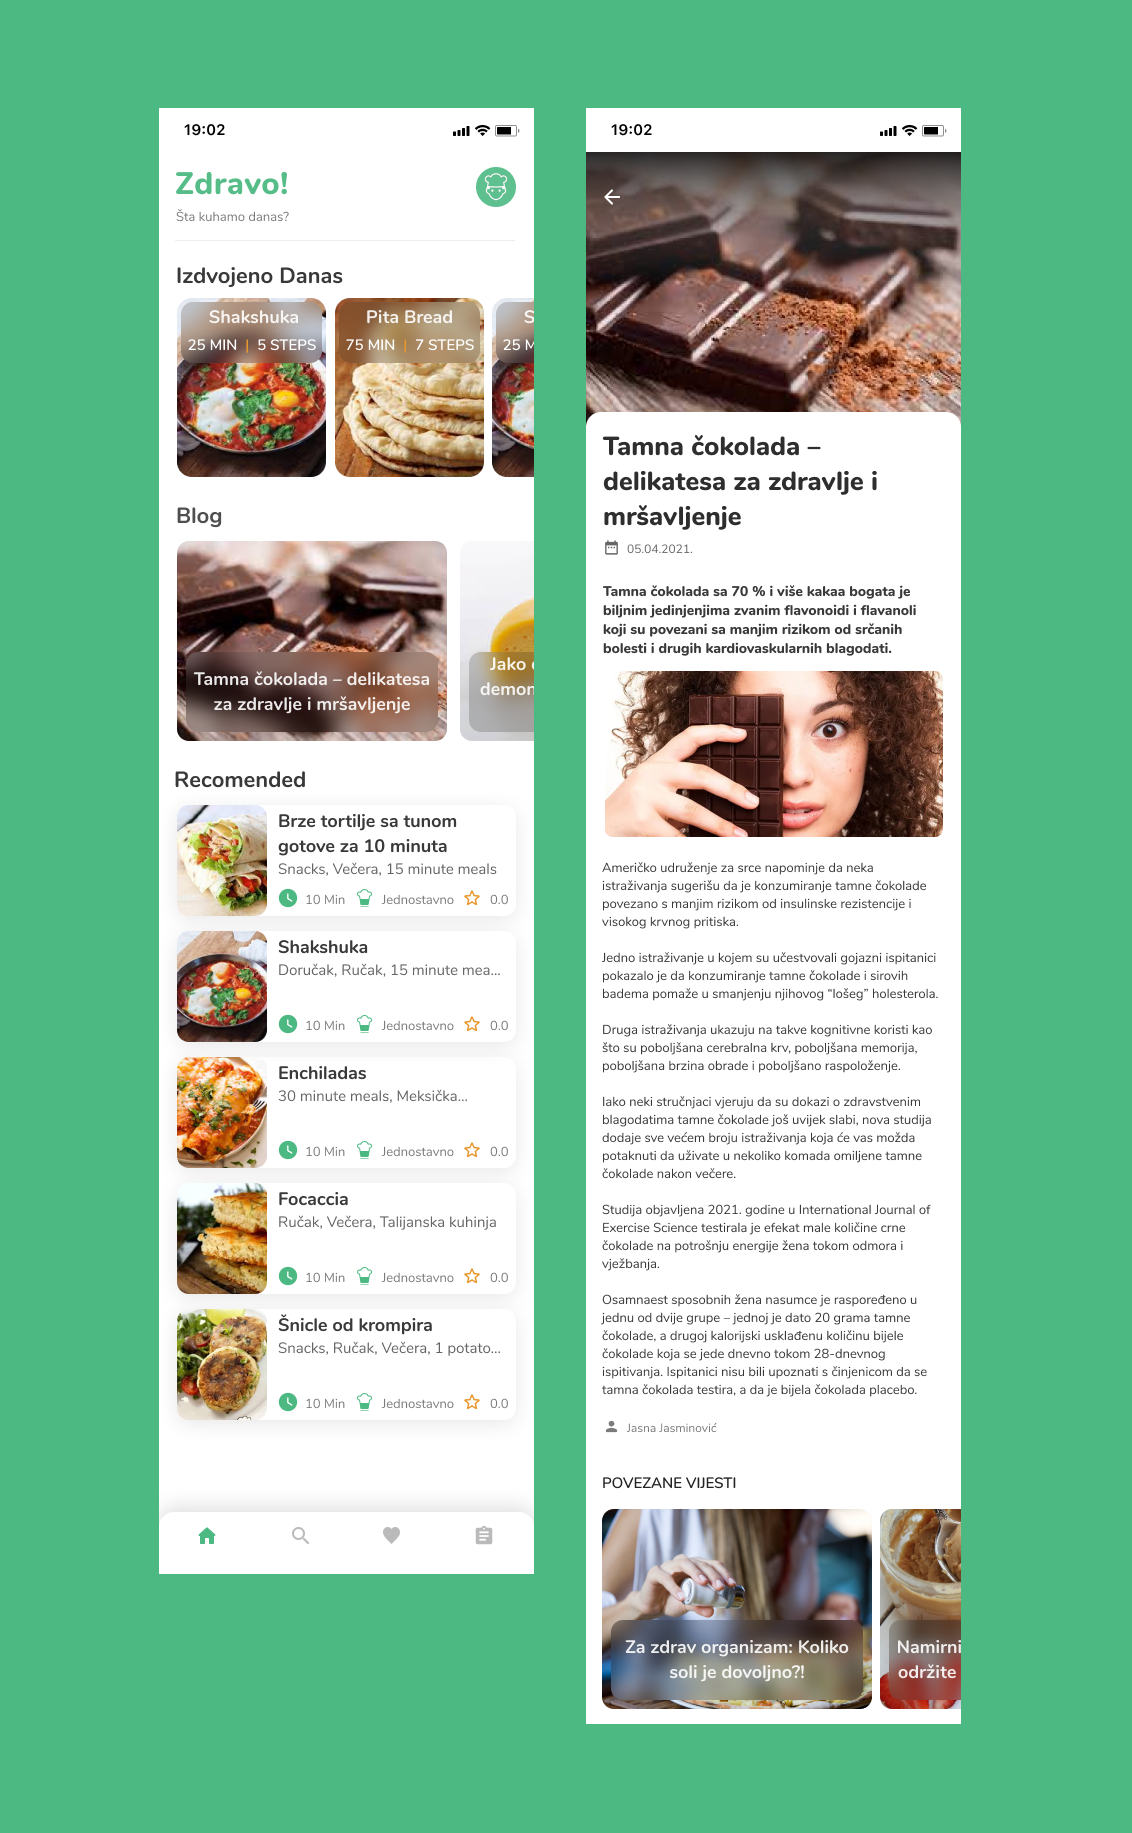 19:02
Zdravo!
Šta kuhamo danas?
Izdvojeno Danas
Shakshuka
25 MIN | 5 STEPS
Pita Bread
75 MIN | 7 STEPS
S
25 M
Blog
Tamna čokolada – delikatesa
za zdravlje i mršavljenje
Jako
demon
Recomended
Brze tortilje sa tunom
gotove za 10 minuta
Snacks, Večera, 15 minute meals
10 Min Jednostavno 0.0
Shakshuka
Doručak, Ručak, 15 minute mea...
10 Min Jednostavno 0.0
Enchiladas
30 minute meals, Meksička...
10 Min Jednostavno 0.0
Focaccia
Ručak, Večera, Talijanska kuhinja
10 Min Jednostavno 0.0
Šnicle od krompira
Snacks, Ručak, Večera, 1 potato...
10 Min Jednostavno 0.0
19:02
Tamna čokolada –
delikatesa za zdravlje i
mršavljenje
05.04.2021.
Tamna čokolada sa 70 % i više kakaa bogata je
biljnim jedinjenjima zvanim flavonoidi i flavanoli
koji su povezani sa manjim rizikom od srčanih
bolesti i drugih kardiovaskularnih blagodati.
Američko udruženje za srce napominje da neka
istraživanja sugerišu da je konzumiranje tamne čokolade
povezano s manjim rizikom od insulinske rezistencije i
visokog krvnog pritiska.
Jedno istraživanje u kojem su učestvovali gojazni ispitanici
pokazalo je da konzumiranje tamne čokolade i sirovih
badema pomaže u smanjenju njihovog “lošeg” holesterola.
Druga istraživanja ukazuju na takve kognitivne koristi kao
što su poboljšana cerebralna krv, poboljšana memorija,
poboljšana brzina obrade i poboljšano raspoloženje.
Iako neki stručnjaci vjeruju da su dokazi o zdravstvenim
blagodatima tamne čokolade još uvijek slabi, nova studija
dodaje sve većem broju istraživanja koja će vas možda
potaknuti da uživate u nekoliko komada omiljene tamne
čokolade nakon večere.
Studija objavljena 2021. godine u International Journal of
Exercise Science testirala je efekat male količine crne
čokolade na potrošnju energije žena tokom odmora i
vježbanja.
Osamnaest sposobnih žena nasumce je raspoređeno u
jednu od dvije grupe – jednoj je dato 20 grama tamne
čokolade, a drugoj kalorijski usklađenu količinu bijele
čokolade koja se jede dnevno tokom 28-dnevnog
ispitivanja. Ispitanici nisu bili upoznati s činjenicom da se
tamna čokolada testira, a da je bijela čokolada placebo.
Jasna Jasminović
POVEZANE VIJESTI
Za zdrav organizam: Koliko
soli je dovoljno?!
Namirni
održite